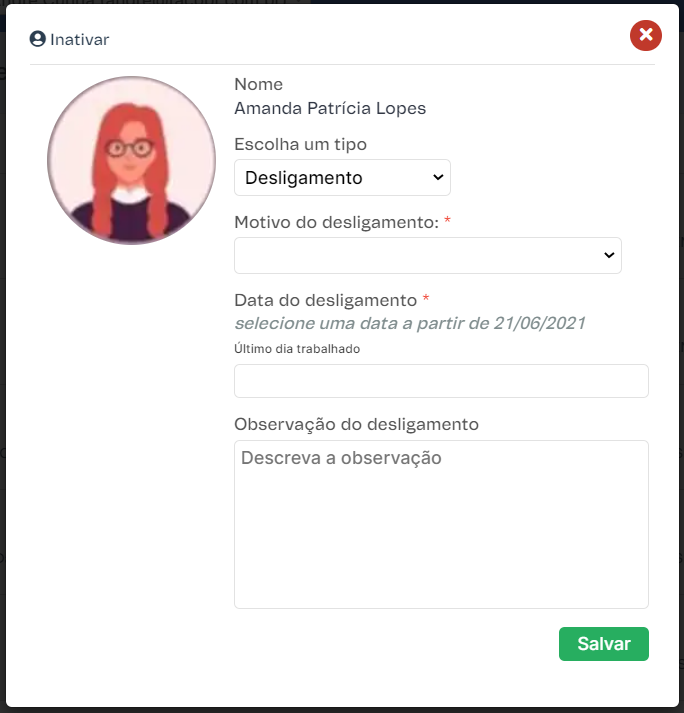 Inativar
Nome
Amanda Patrícia Lopes
Escolha um tipo
Desligamento
Motivo do desligamento: *
Data do desligamento *
selecione uma data a partir de 21/06/2021
Último dia trabalhado
Observação do desligamento
Descreva a observação
Salvar